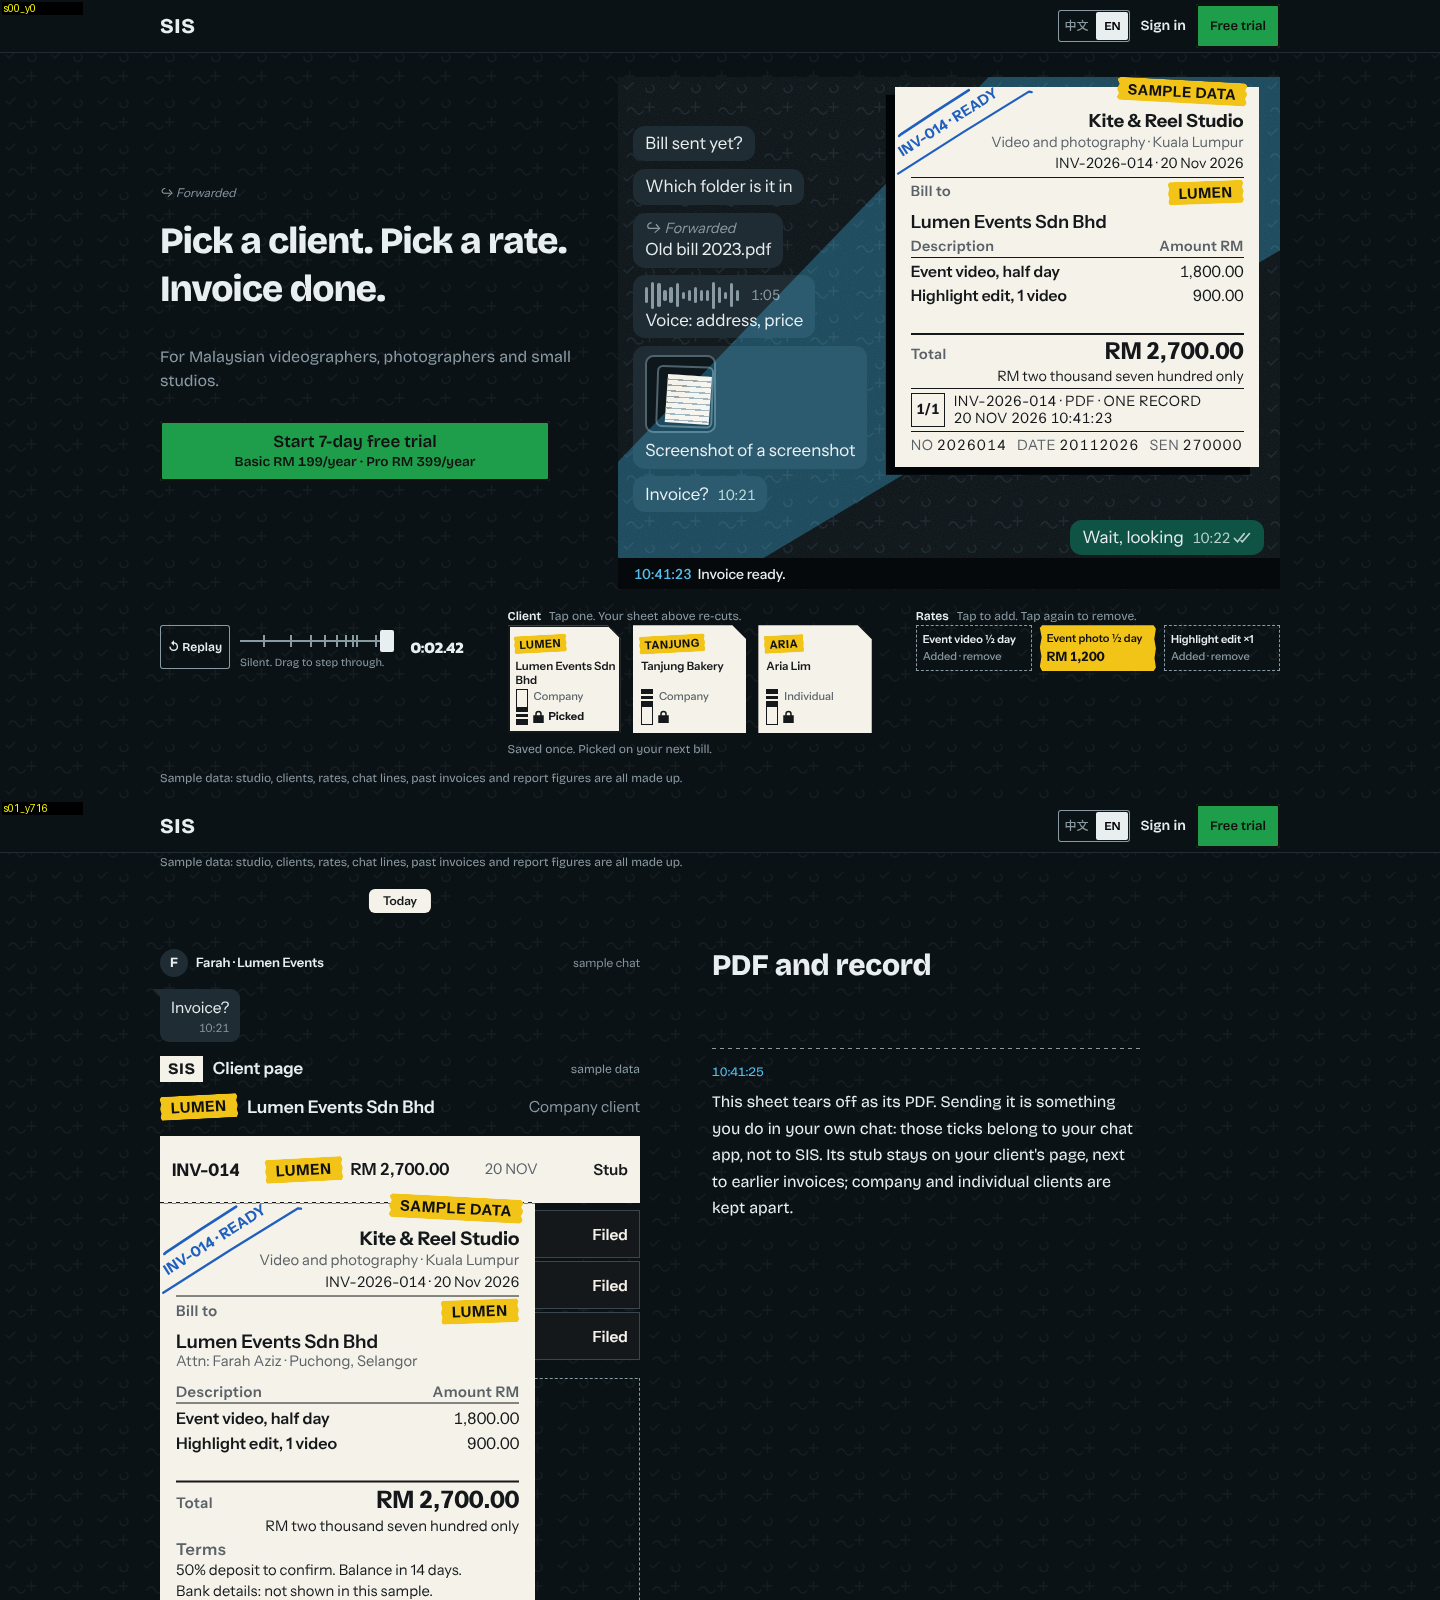 s00_y0
SIS
中文 EN Sign in Free trial
↪ Forwarded
Pick a client. Pick a rate.
Invoice done.
For Malaysian videographers, photographers and small
studios.
Start 7-day free trial
Basic RM 199/year · Pro RM 399/year
Bill sent yet?
Which folder is it in
↪ Forwarded
Old bill 2023.pdf
1:05
Voice: address, price
Screenshot of a screenshot
Invoice? 10:21
Wait, looking 10:22
10:41:23 Invoice ready.
SAMPLE DATA
INV-014 · READY
Kite & Reel Studio
Video and photography · Kuala Lumpur
INV-2026-014 · 20 Nov 2026
Bill to LUMEN
Lumen Events Sdn Bhd
Description Amount RM
Event video, half day 1,800.00
Highlight edit, 1 video 900.00
Total RM 2,700.00
RM two thousand seven hundred only
1/1 INV-2026-014 · PDF · ONE RECORD
20 NOV 2026 10:41:23
NO 2026014 DATE 20112026 SEN 270000
Replay
Silent. Drag to step through.
0:02.42
Client Tap one. Your sheet above re-cuts.
LUMEN
Lumen Events Sdn
Bhd
Company
Picked
TANJUNG
Tanjung Bakery
Company
ARIA
Aria Lim
Individual
Saved once. Picked on your next bill.
Rates Tap to add. Tap again to remove.
Event video ½ day
Added · remove
Event photo ½ day
RM 1,200
Highlight edit ×1
Added · remove
Sample data: studio, clients, rates, chat lines, past invoices and report figures are all made up.
s01_y716
SIS
中文 EN Sign in Free trial
Sample data: studio, clients, rates, chat lines, past invoices and report figures are all made up.
Today
F Farah · Lumen Events sample chat
Invoice?
10:21
SIS Client page sample data
LUMEN Lumen Events Sdn Bhd Company client
INV-014 LUMEN RM 2,700.00 20 NOV Stub
SAMPLE DATA
INV-014 · READY
Kite & Reel Studio
Video and photography · Kuala Lumpur
INV-2026-014 · 20 Nov 2026
Bill to LUMEN
Lumen Events Sdn Bhd
Attn: Farah Aziz · Puchong, Selangor
Description Amount RM
Event video, half day 1,800.00
Highlight edit, 1 video 900.00
Total RM 2,700.00
RM two thousand seven hundred only
Terms
50% deposit to confirm. Balance in 14 days.
Bank details: not shown in this sample.
Filed
Filed
Filed
PDF and record
10:41:25
This sheet tears off as its PDF. Sending it is something
you do in your own chat: those ticks belong to your chat
app, not to SIS. Its stub stays on your client's page, next
to earlier invoices; company and individual clients are
kept apart.